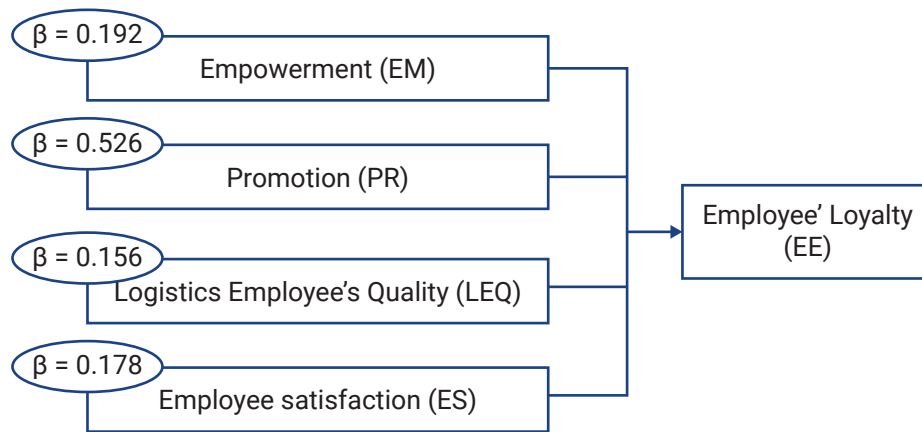 β = 0.192
Empowerment (EM)
β = 0.526
Promotion (PR)
β = 0.156
Logistics Employee’s Quality (LEQ)
β = 0.178
Employee satisfaction (ES)
Employee’ Loyalty
(EE)